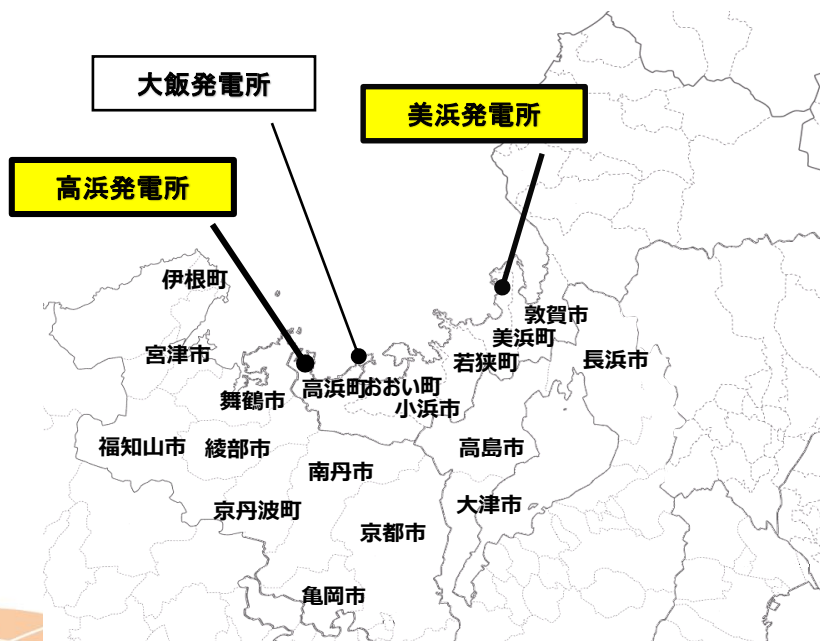 大飯発電所
美浜発電所
高浜発電所
伊根町
敦賀市
美浜町
宮津市
若狭町
長浜市
高浜町
おおい町
舞鶴市
小浜市
福知山市
綾部市
高島市
南丹市
京丹波町
大津市
京都市
亀岡市